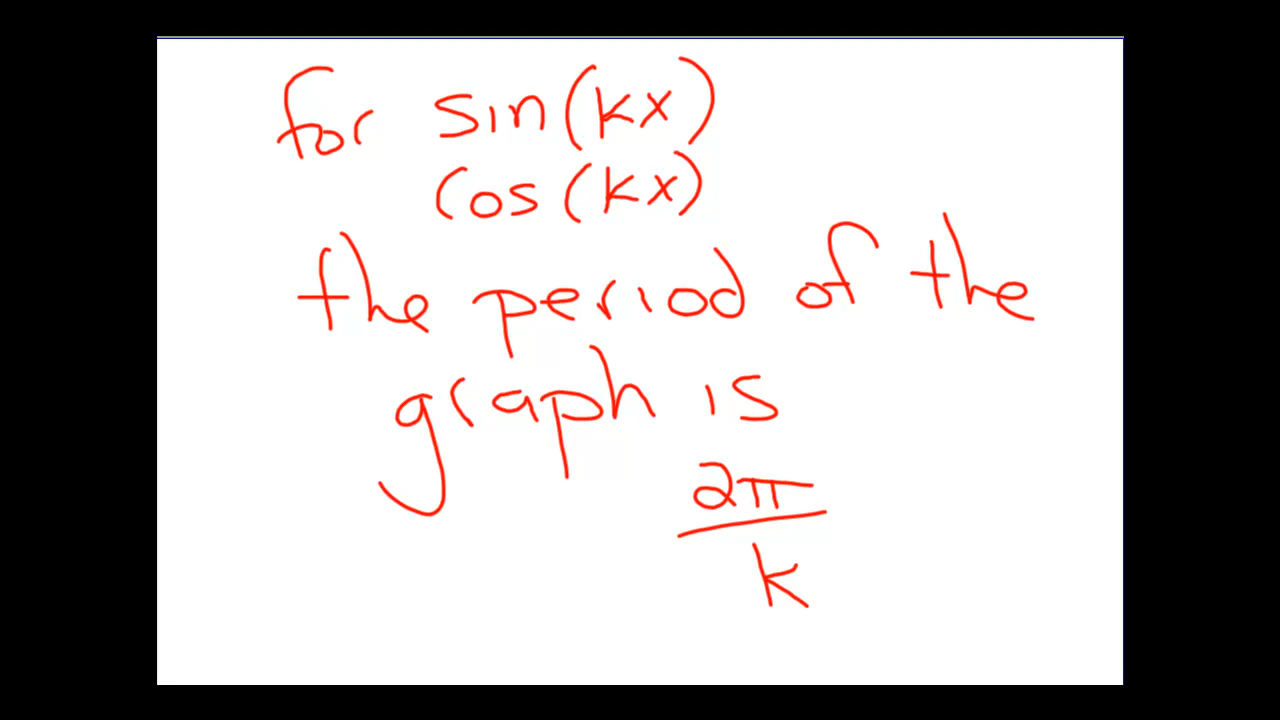 for sin(kx)
cos(kx)
the period of the
graph is
2π
k